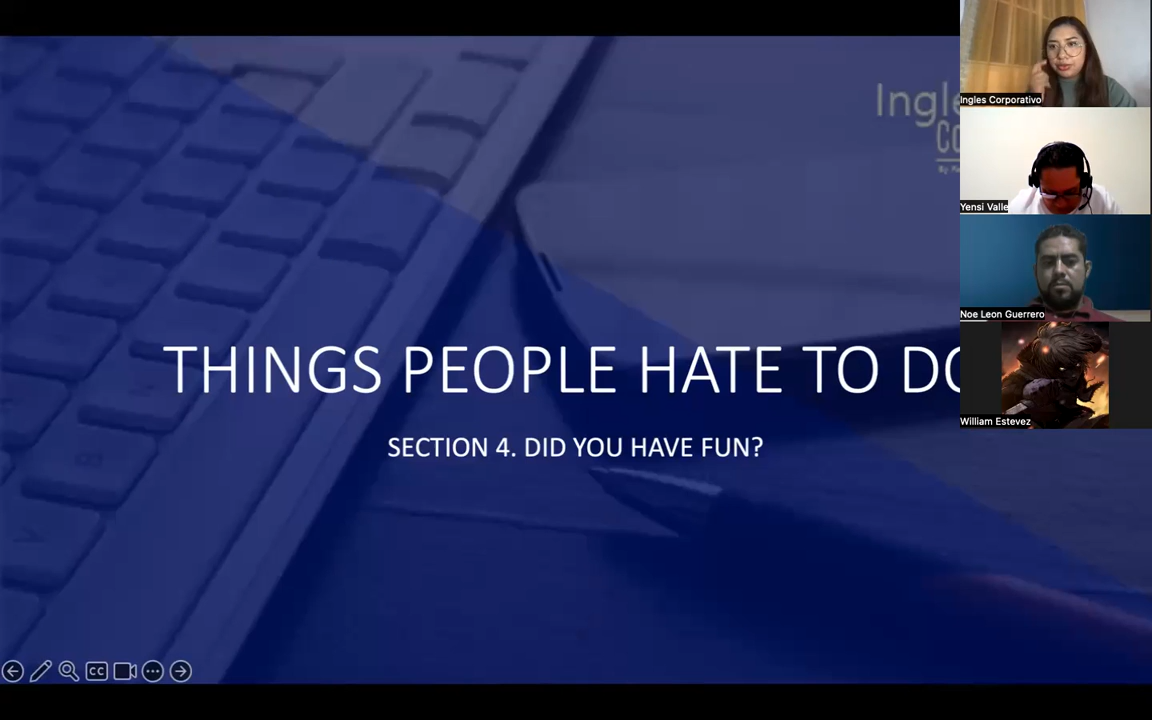 Ingles Corporativo
Yensi Valle
Noe Leon Guerrero
THINGS PEOPLE HATE TO DO
William Estevez
SECTION 4. DID YOU HAVE FUN?
CC